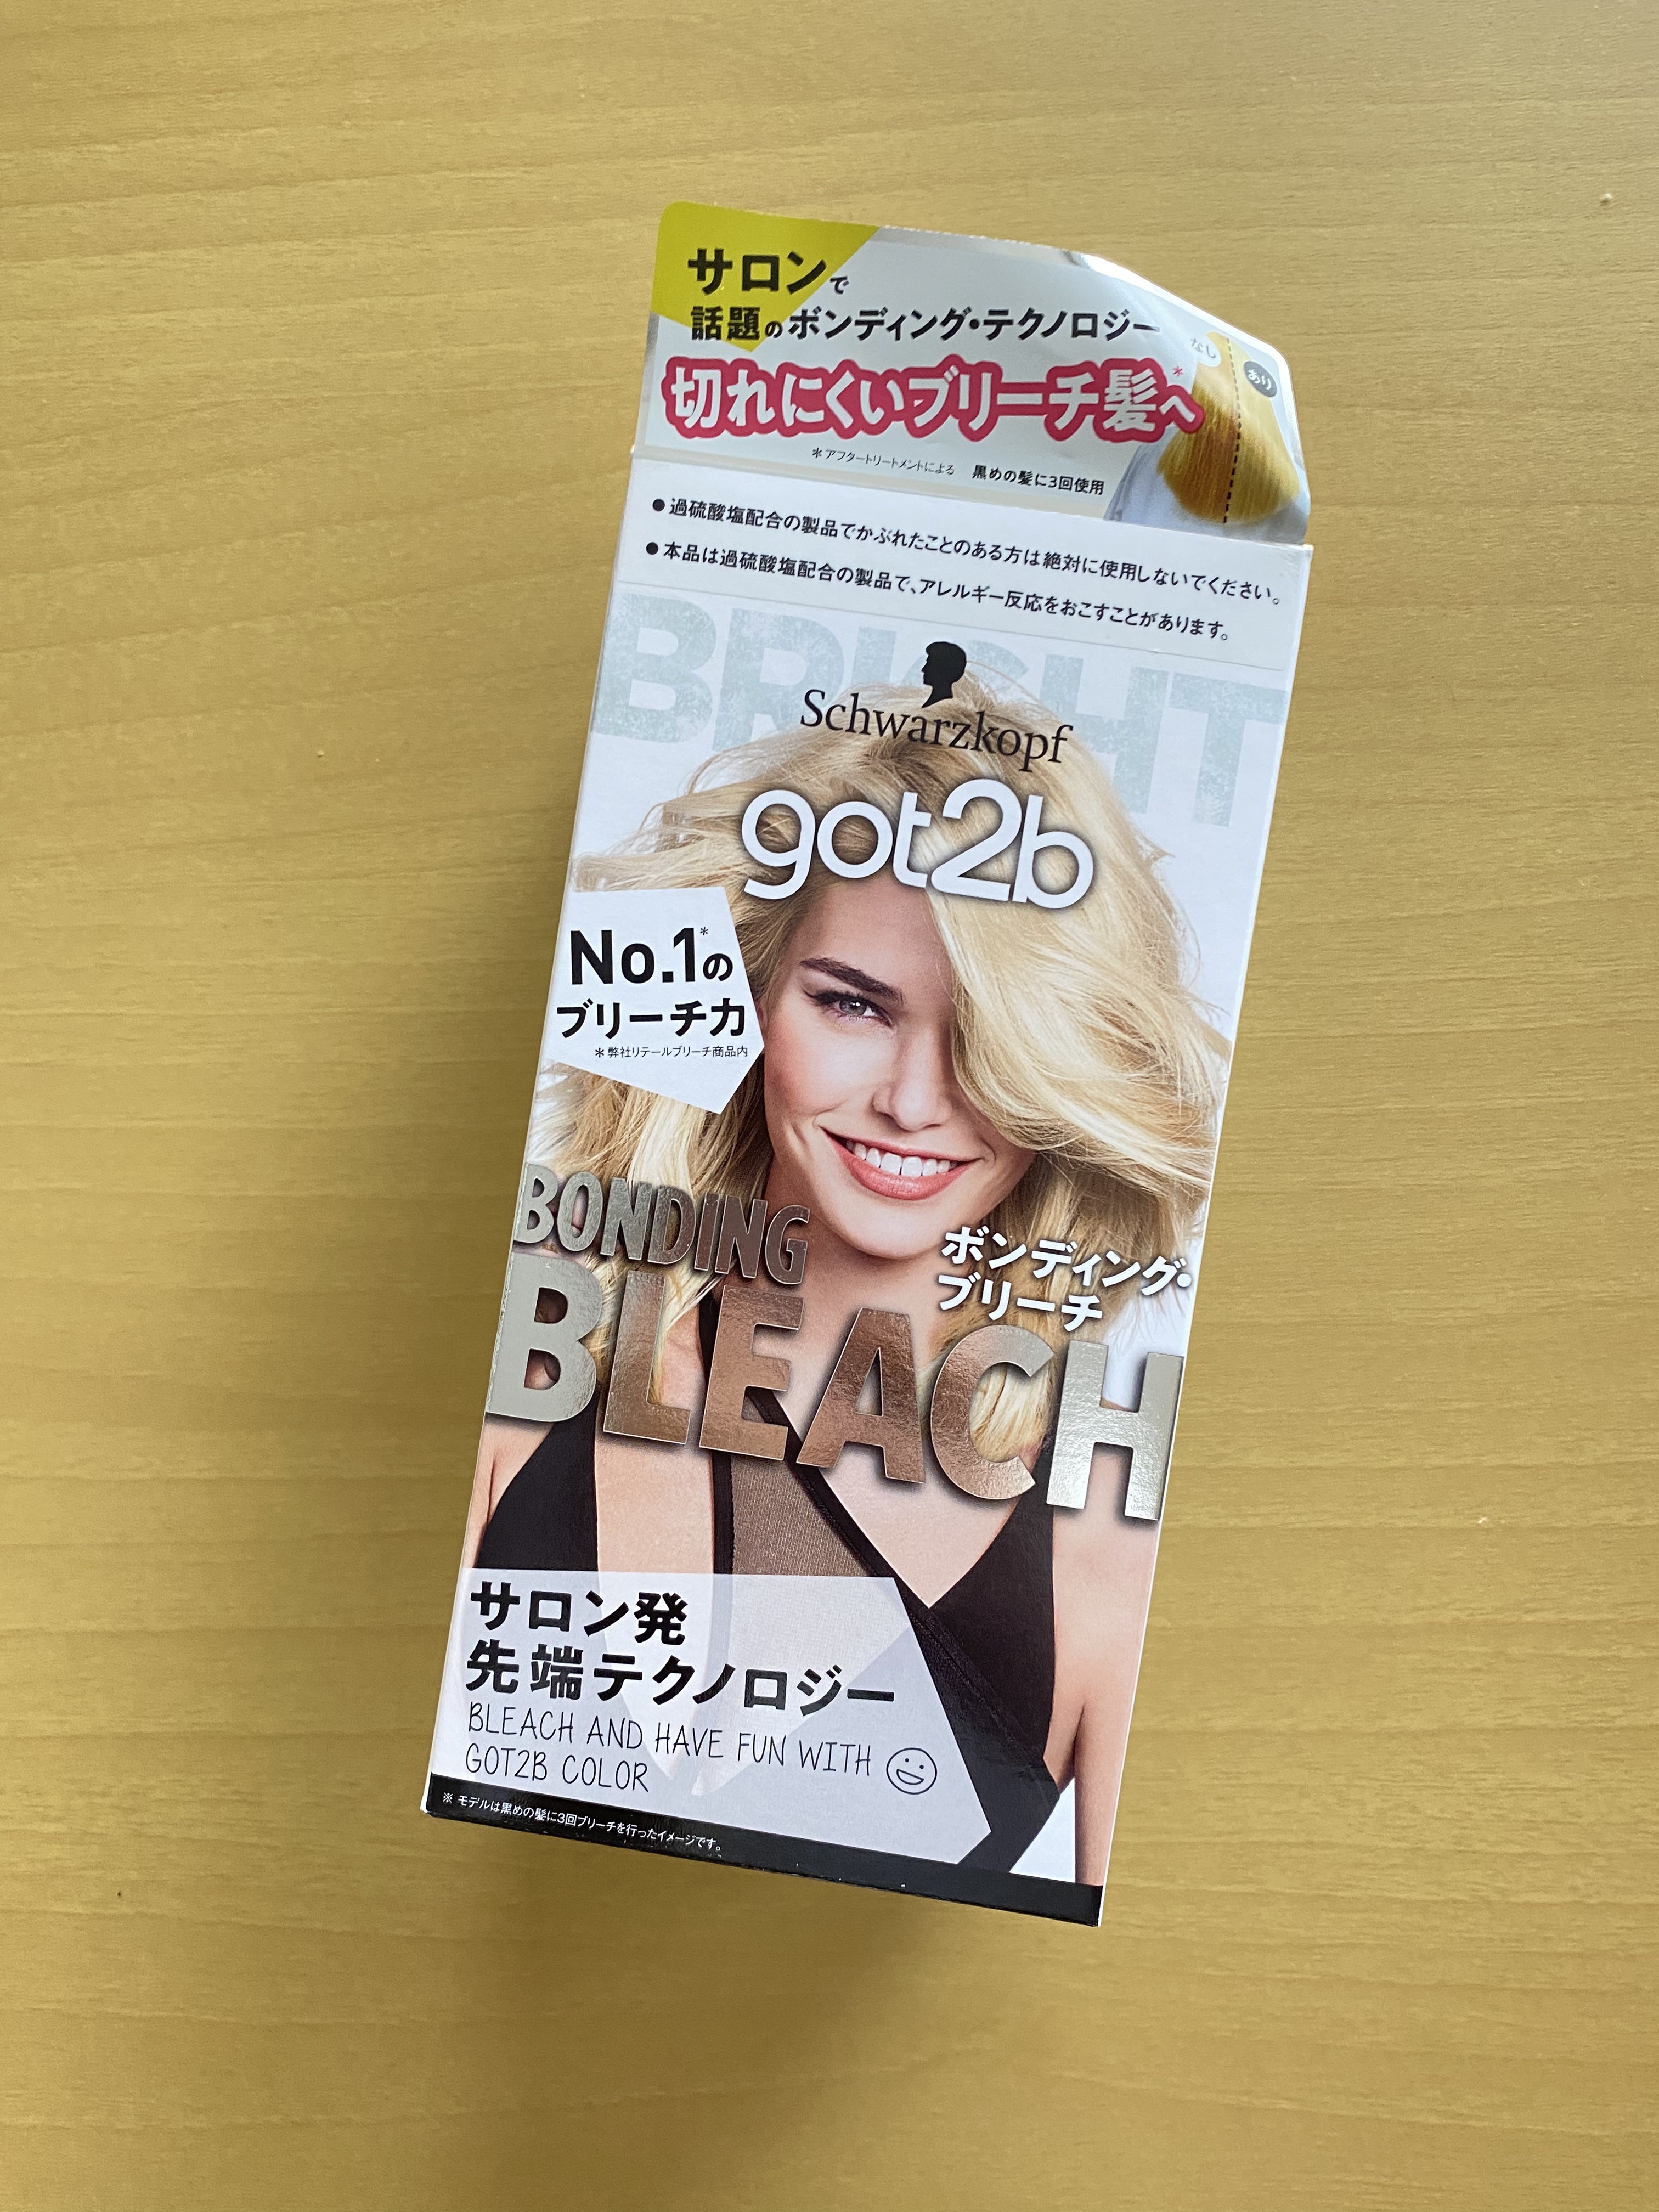 サロンで
話題のボンディング・テクノロジー
切れにくいブリーチ髪へ*
なし
あり
*アフタートリートメントによる 黒めの髪に3回使用
●過硫酸塩配合の製品でかぶれたことのある方は絶対に使用しないでください。
●本品は過硫酸塩配合の製品で、アレルギー反応をおこすことがあります。
BRIGHT
Schwarzkopf
got2b
No.1*の
ブリーチ力
*弊社リテールブリーチ商品内
BONDING
ボンディング・
ブリーチ
BLEACH
サロン発
先端テクノロジー
BLEACH AND HAVE FUN WITH
GOT2B COLOR
※ モデルは黒めの髪に3回ブリーチを行ったイメージです。